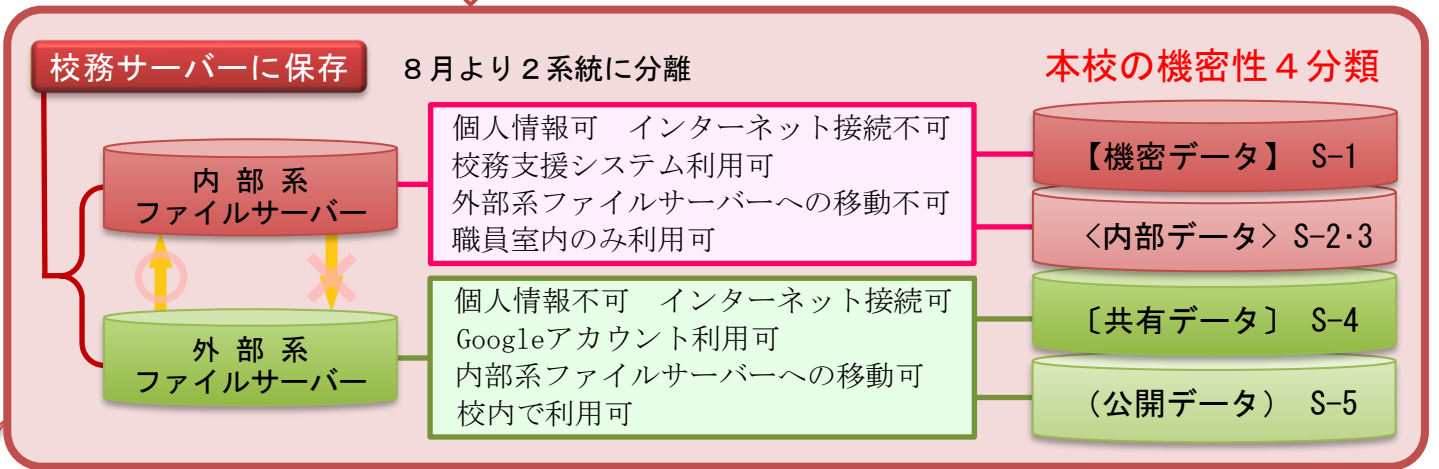 校務サーバーに保存
８月より２系統に分離
本校の機密性４分類
内 部 系
ファイルサーバー
個人情報可　インターネット接続不可
校務支援システム利用可
外部系ファイルサーバーへの移動不可
職員室内のみ利用可
【機密データ】 S-1
<内部データ> S-2・3
外 部 系
ファイルサーバー
個人情報不可　インターネット接続可
Googleアカウント利用可
内部系ファイルサーバーへの移動可
校内で利用可
〔共有データ〕 S-4
(公開データ) S-5